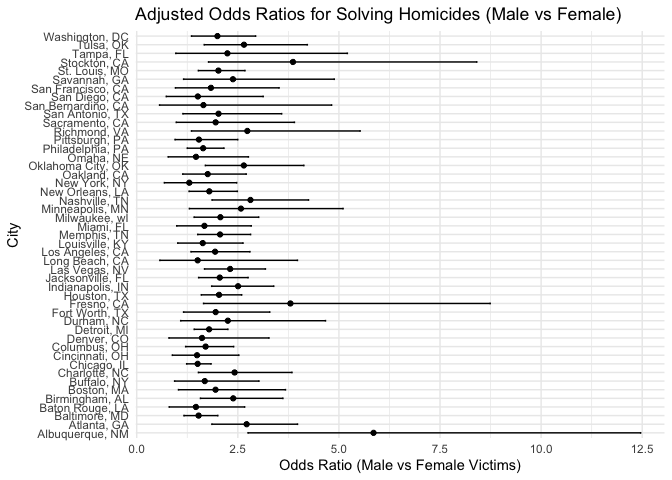 Adjusted Odds Ratios for Solving Homicides (Male vs Female)
City
Washington, DC
Tulsa, OK
Tampa, FL
Stockton, CA
St. Louis, MO
Savannah, GA
San Francisco, CA
San Diego, CA
San Bernardino, CA
San Antonio, TX
Sacramento, CA
Richmond, VA
Pittsburgh, PA
Philadelphia, PA
Omaha, NE
Oklahoma City, OK
Oakland, CA
New York, NY
New Orleans, LA
Nashville, TN
Minneapolis, MN
Milwaukee, wI
Miami, FL
Memphis, TN
Louisville, KY
Los Angeles, CA
Long Beach, CA
Las Vegas, NV
Jacksonville, FL
Indianapolis, IN
Houston, TX
Fresno, CA
Fort Worth, TX
Durham, NC
Detroit, MI
Denver, CO
Columbus, OH
Cincinnati, OH
Chicago, IL
Charlotte, NC
Buffalo, NY
Boston, MA
Birmingham, AL
Baton Rouge, LA
Baltimore, MD
Atlanta, GA
Albuquerque, NM
0.0 2.5 5.0 7.5 10.0 12.5
Odds Ratio (Male vs Female Victims)